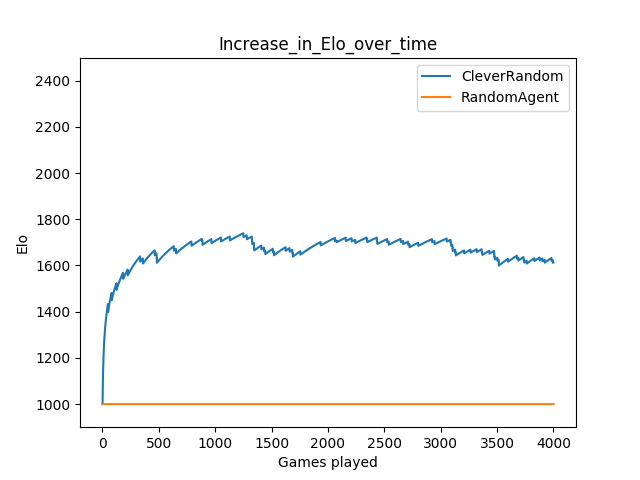 Increase_in_Elo_over_time
CleverRandom
RandomAgent
2400
2200
2000
1800
1600
1400
1200
1000
Elo
0 500 1000 1500 2000 2500 3000 3500 4000
Games played